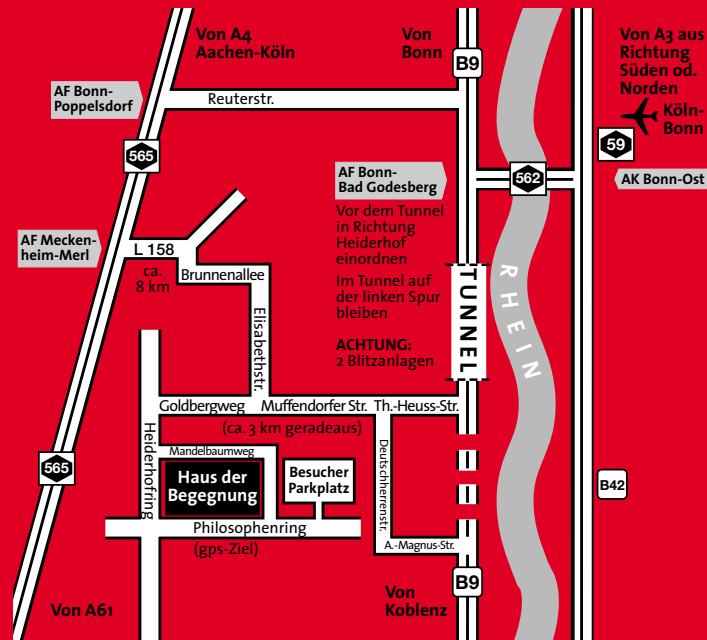 Von A4
Aachen-Köln
Von
Bonn
B9
Von A3 aus
Richtung
Süden od.
Norden
Köln-
Bonn
59
AK Bonn-Ost
AF Bonn-
Poppelsdorf
Reuterstr.
565
AF Bonn-
Bad Godesberg
562
Vor dem Tunnel
in Richtung
Heiderhof
einordnen
Im Tunnel auf
der linken Spur
bleiben
ACHTUNG:
2 Blitzanlagen
TUNNEL
RHEIN
AF Mecken-
heim-Merl
L 158
ca.
8 km
Brunnenallee
Elisabethstr.
Goldbergweg
Muffendorfer Str.
Th.-Heuss-Str.
(ca. 3 km geradeaus)
Heiderhofring
Mandelbaumweg
Haus der
Begegnung
Besucher
Parkplatz
Deutschherrenstr.
565
B42
Philosophenring
(gps-Ziel)
A.-Magnus-Str.
B9
Von
Koblenz
Von A61